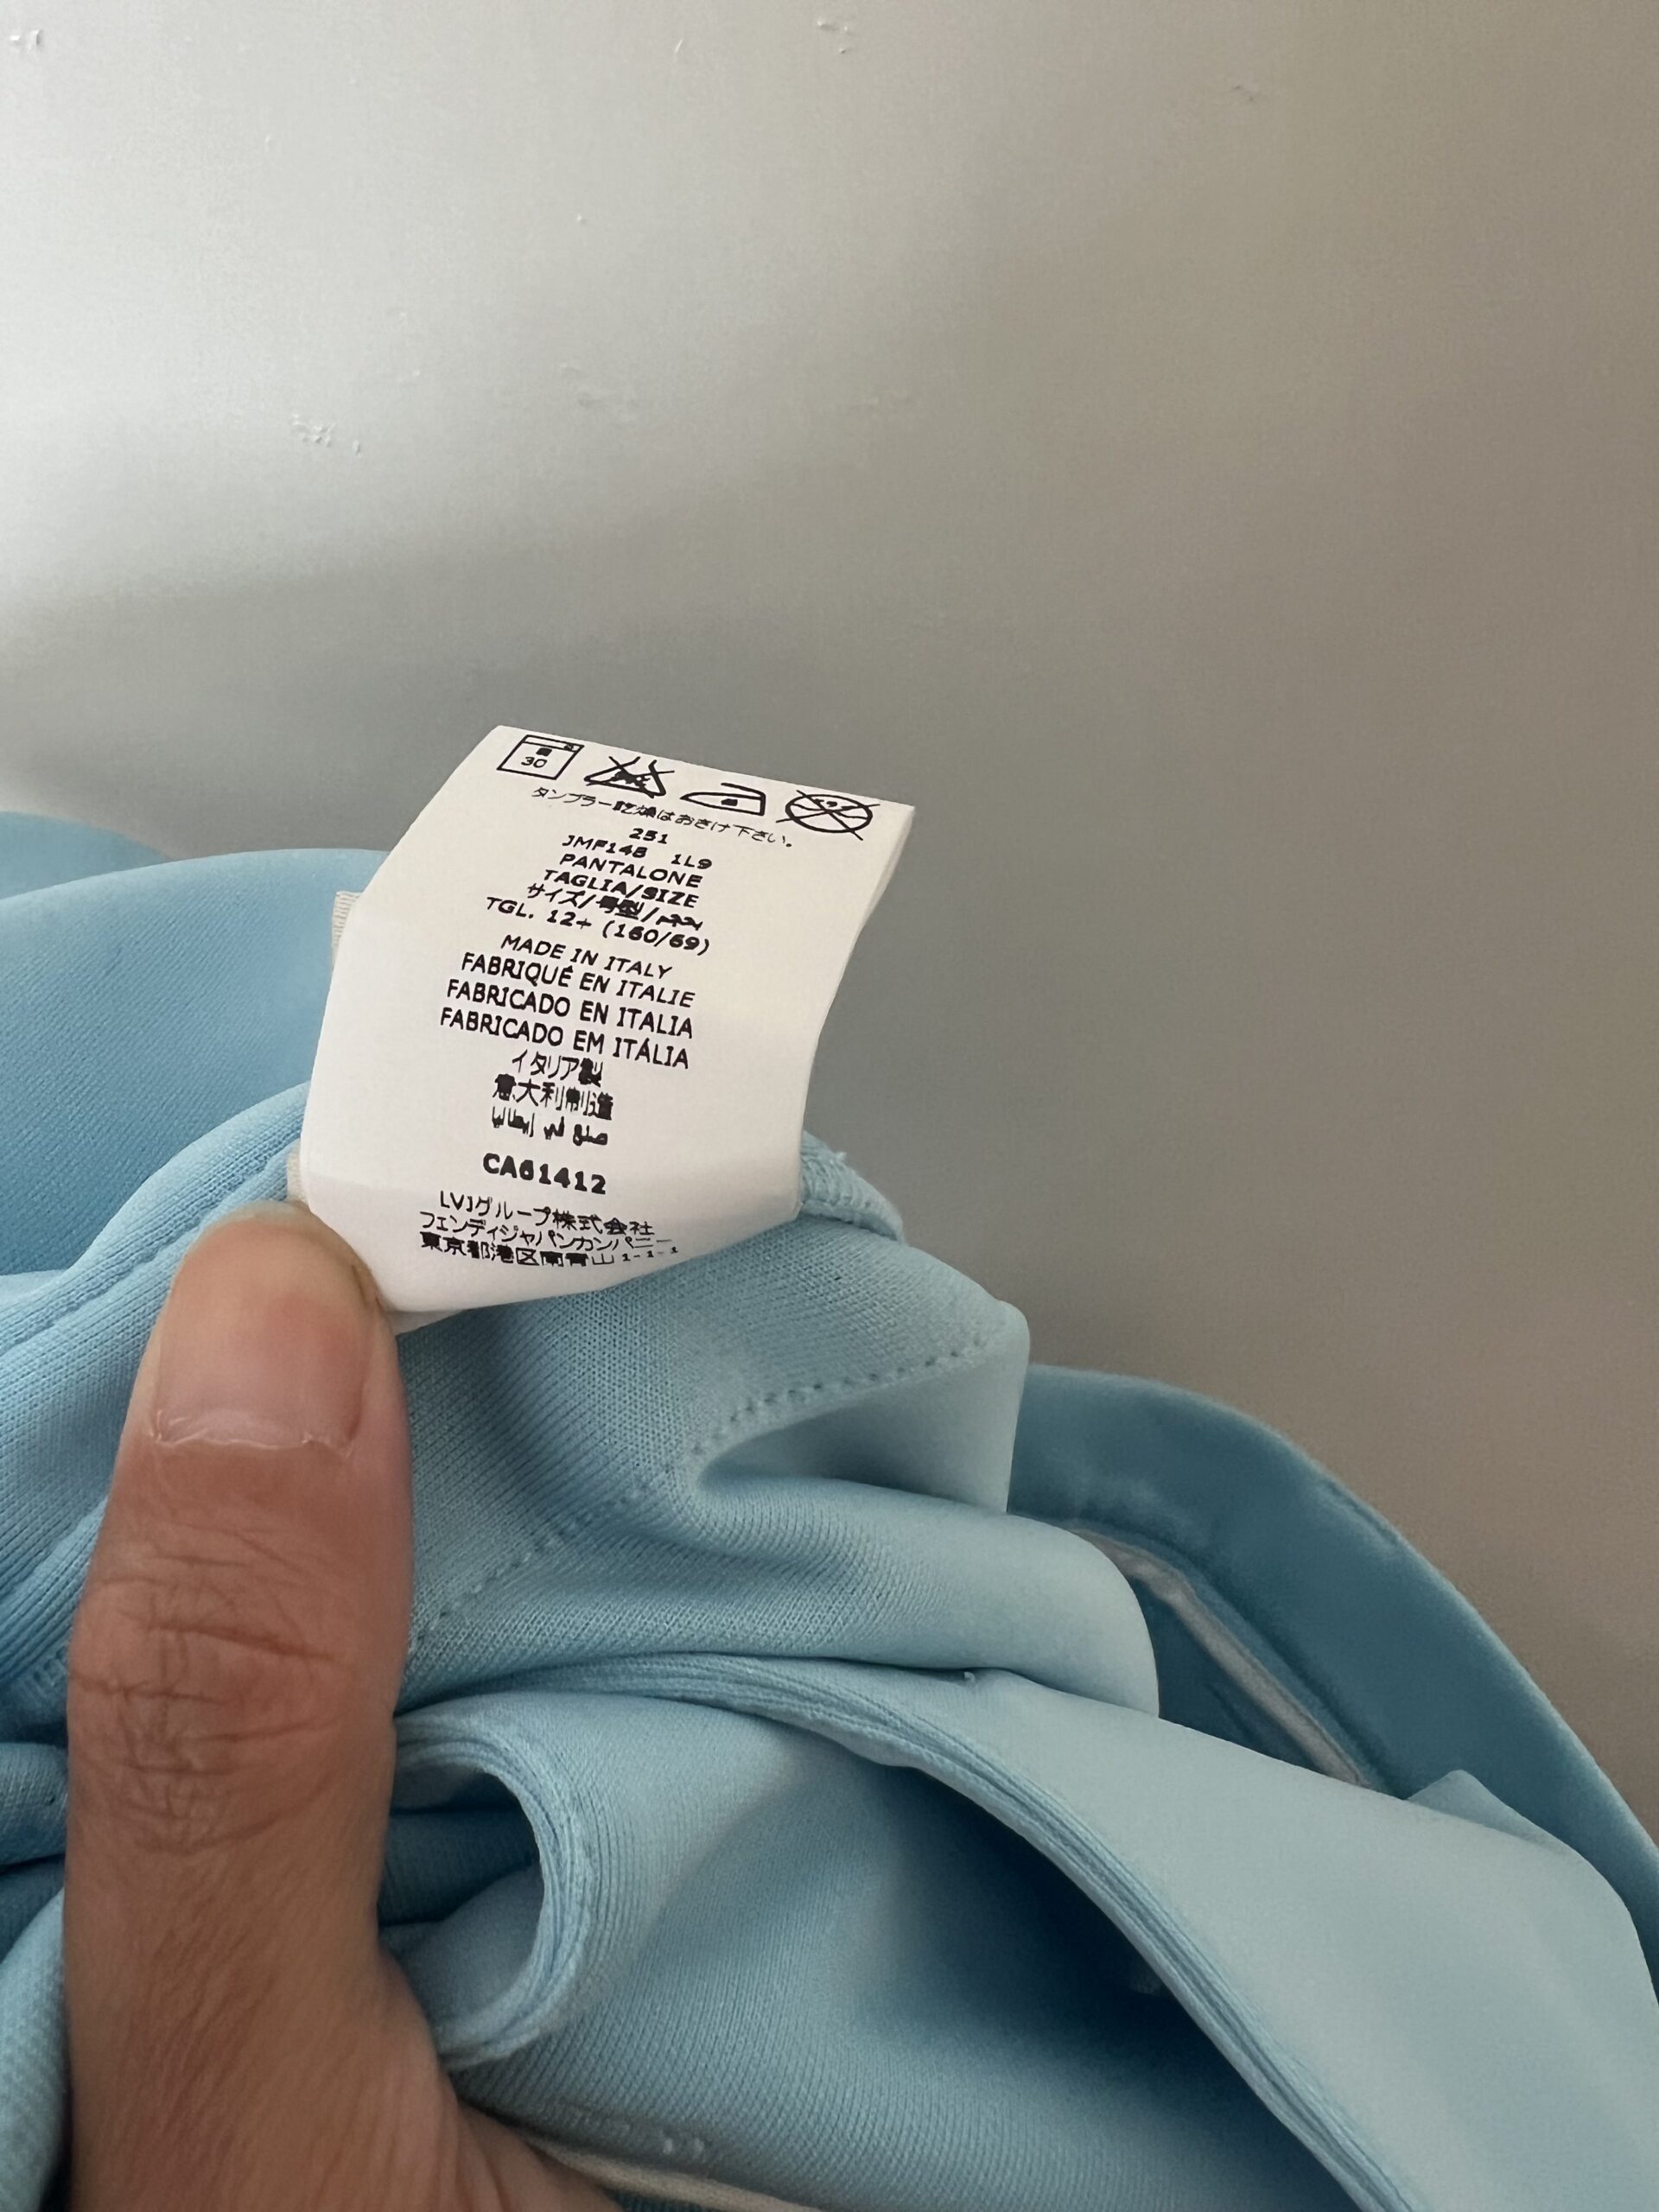 30
タンブラー乾燥はおさけ下さい。
251
JMF148 1L9
PANTALONE
TAGLIA/SIZE
サイズ/号型/
TGL. 12+ (160/69)
MADE IN ITALY
FABRIQUÉ EN ITALIE
FABRICADO EN ITALIA
FABRICADO EM ITÁLIA
イタリア製
意大利制造
صنع في إيطاليا
CA61412
LVJグループ株式会社
フェンディジャパンカンパニー
東京都港区南青山1-1-1